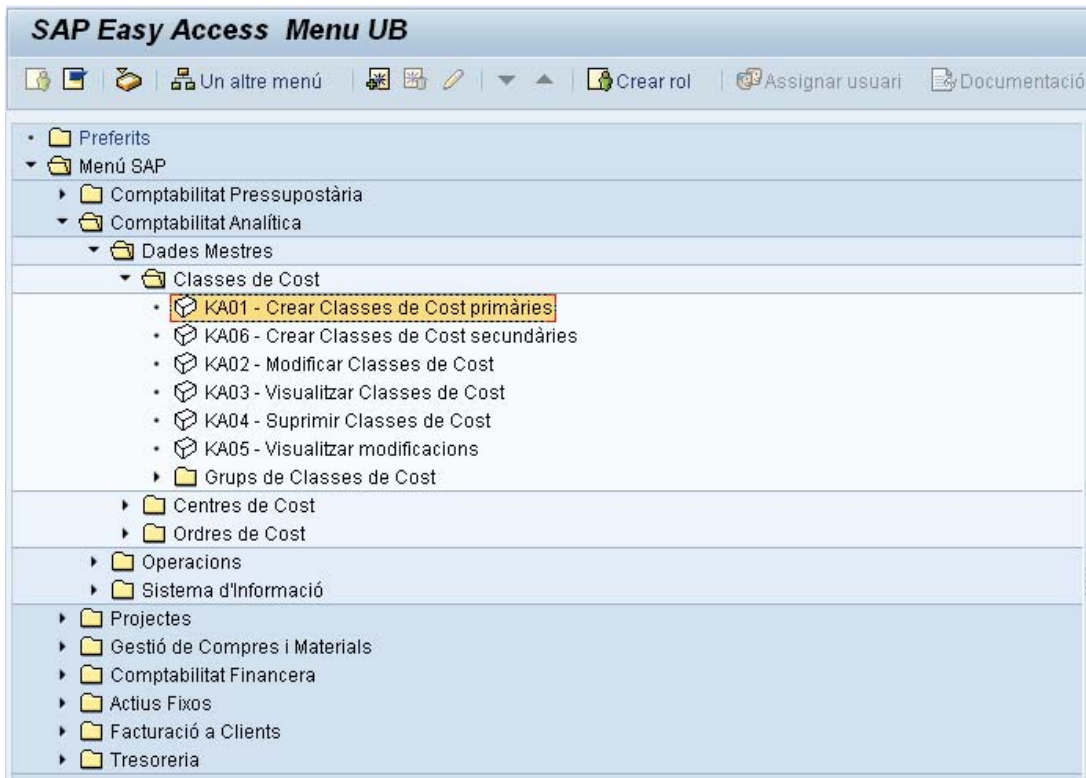 SAP Easy Access Menu UB
Un altre menú Crear rol Assignar usuari Documentació
Preferits
Menú SAP
Comptabilitat Pressupostària
Comptabilitat Analítica
Dades Mestres
Classes de Cost
KA01 - Crear Classes de Cost primàries
KA06 - Crear Classes de Cost secundàries
KA02 - Modificar Classes de Cost
KA03 - Visualitzar Classes de Cost
KA04 - Suprimir Classes de Cost
KA05 - Visualitzar modificacions
Grups de Classes de Cost
Centres de Cost
Ordres de Cost
Operacions
Sistema d'Informació
Projectes
Gestió de Compres i Materials
Comptabilitat Financera
Actius Fixos
Facturació a Clients
Tresoreria